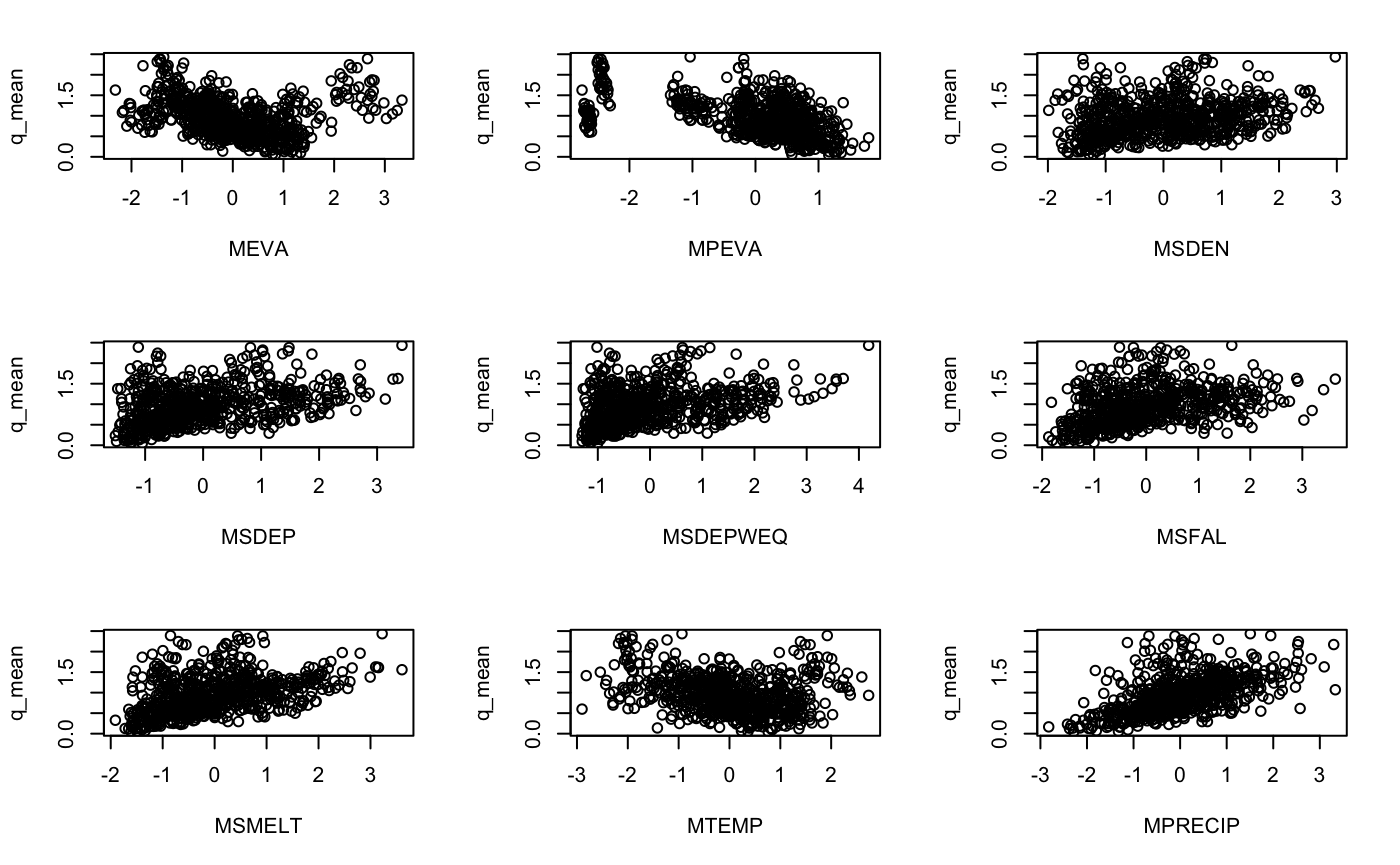 q_mean
0.0 1.5
-2 -1 0 1 2 3
MEVA
q_mean
0.0 1.5
-2 -1 0 1
MPEVA
q_mean
0.0 1.5
-2 -1 0 1 2 3
MSDEN
q_mean
0.0 1.5
-1 0 1 2 3
MSDEP
q_mean
0.0 1.5
-1 0 1 2 3 4
MSDEPWEQ
q_mean
0.0 1.5
-2 -1 0 1 2 3
MSFAL
q_mean
0.0 1.5
-2 -1 0 1 2 3
MSMELT
q_mean
0.0 1.5
-3 -2 -1 0 1 2
MTEMP
q_mean
0.0 1.5
-3 -2 -1 0 1 2 3
MPRECIP